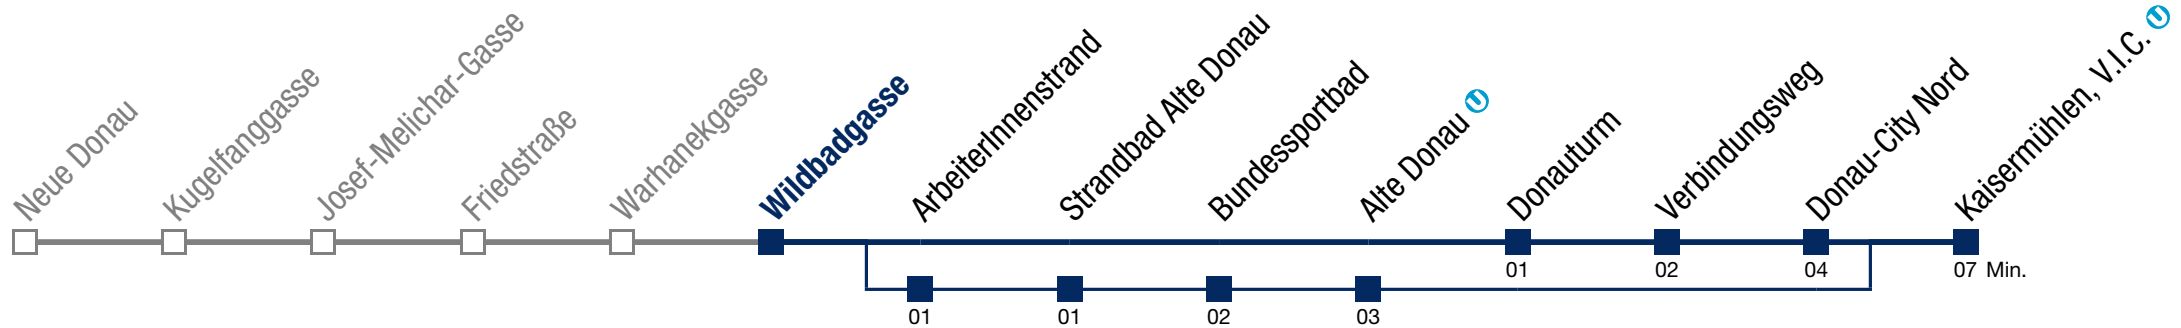 Neue Donau
Kugelfanggasse
Josef-Melichar-Gasse
Friedstraße
Warhanekgasse
Wildbadgasse
ArbeiterInnenstrand
Strandbad Alte Donau
Bundessportbad
Alte Donau U
Donauturm
Verbindungsweg
Donau-City Nord
Kaisermühlen, V.I.C. U
01 02 04 07 Min.
01 01 02 03